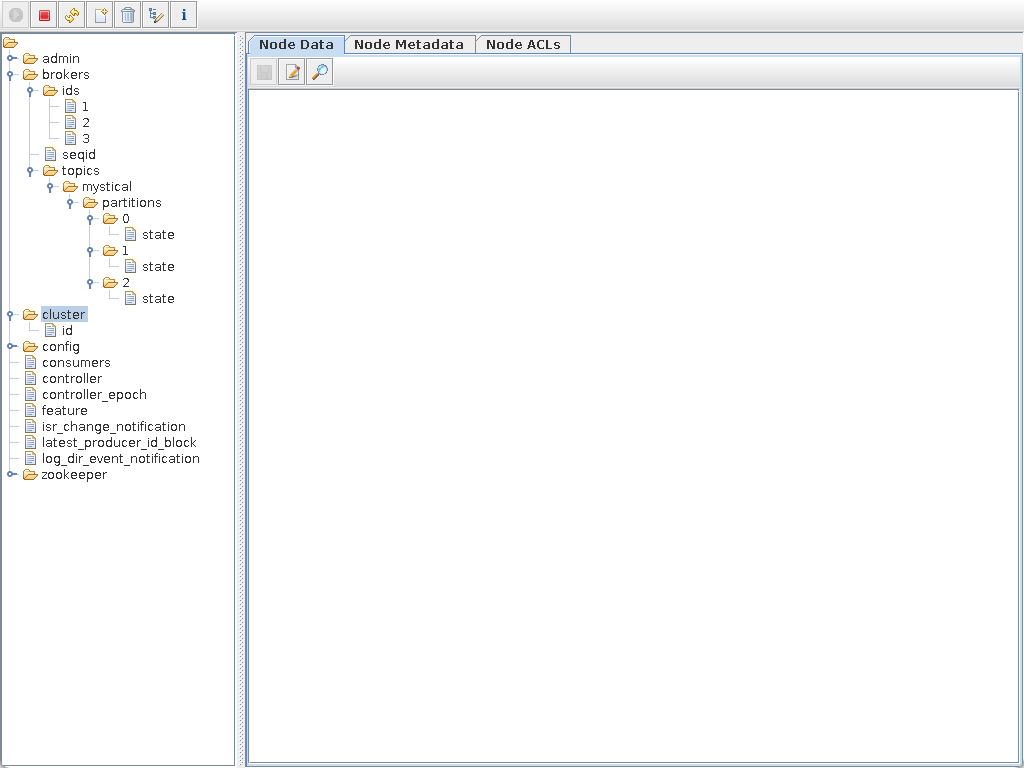 Node Data Node Metadata Node ACLs
admin
brokers
ids
1
2
3
seqid
topics
mystical
partitions
0
state
1
state
2
state
cluster
id
config
consumers
controller
controller_epoch
feature
isr_change_notification
latest_producer_id_block
log_dir_event_notification
zookeeper